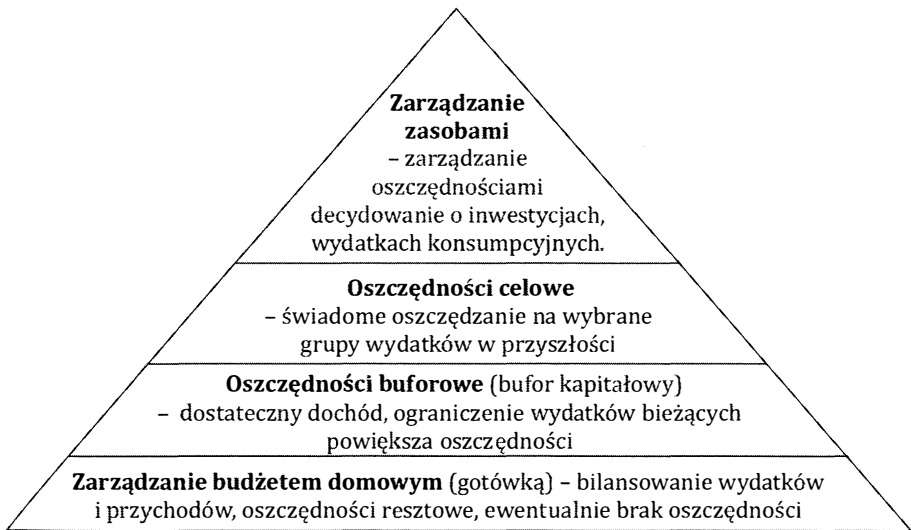 Zarządzanie
zasobami
– zarządzanie
oszczędnościami
decydowanie o inwestycjach,
wydatkach konsumpcyjnych.
Oszczędności celowe
– świadome oszczędzanie na wybrane
grupy wydatków w przyszłości
Oszczędności buforowe (bufor kapitałowy)
– dostateczny dochód, ograniczenie wydatków bieżących
powiększa oszczędności
Zarządzanie budżetem domowym (gotówką) – bilansowanie wydatków
i przychodów, oszczędności resztowe, ewentualnie brak oszczędności